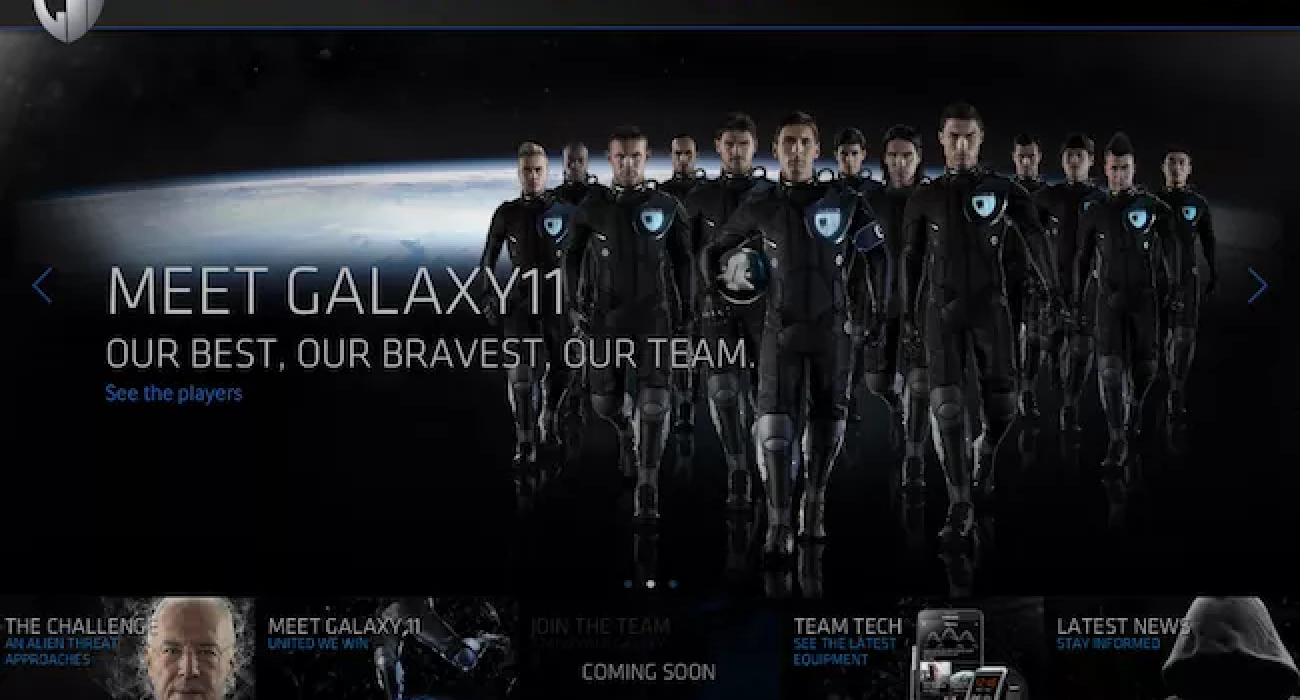 MEET GALAXY11
OUR BEST, OUR BRAVEST, OUR TEAM.
See the players
THE CHALLENGE
AN ALIEN THREAT
APPROACHES
MEET GALAXY 11
UNITED WE WIN
JOIN THE TEAM
COMING SOON
TEAM TECH
SEE THE LATEST
EQUIPMENT
LATEST NEWS
STAY INFORMED